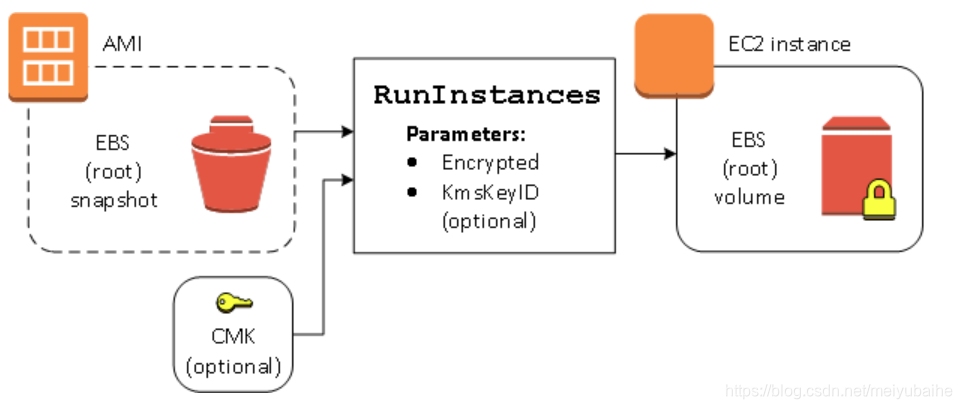 AMI
EBS
(root)
snapshot
CMK
(optional)
RunInstances
Parameters:
• Encrypted
• KmsKeyID
(optional)
EC2 instance
EBS
(root)
volume
https://blog.csdn.net/meiyubaihe